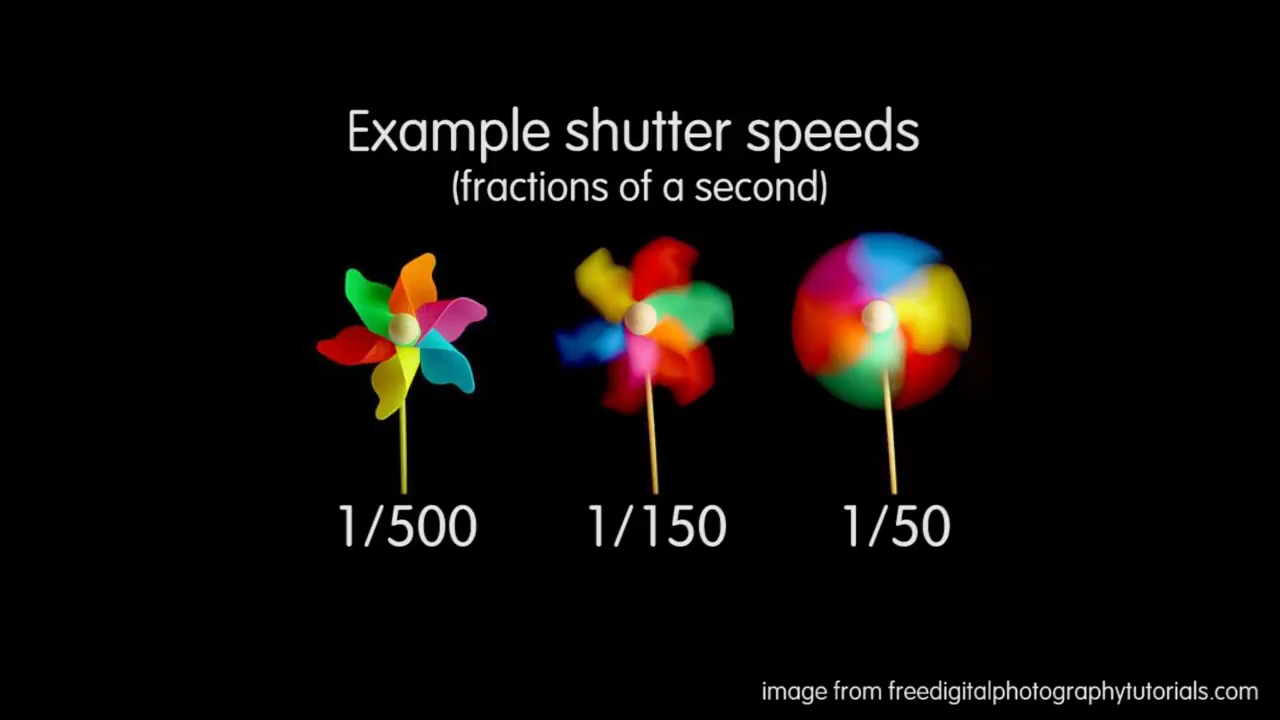 Example shutter speeds
(fractions of a second)
1/500 1/150 1/50
image from freedigitalphotographytutorials.com